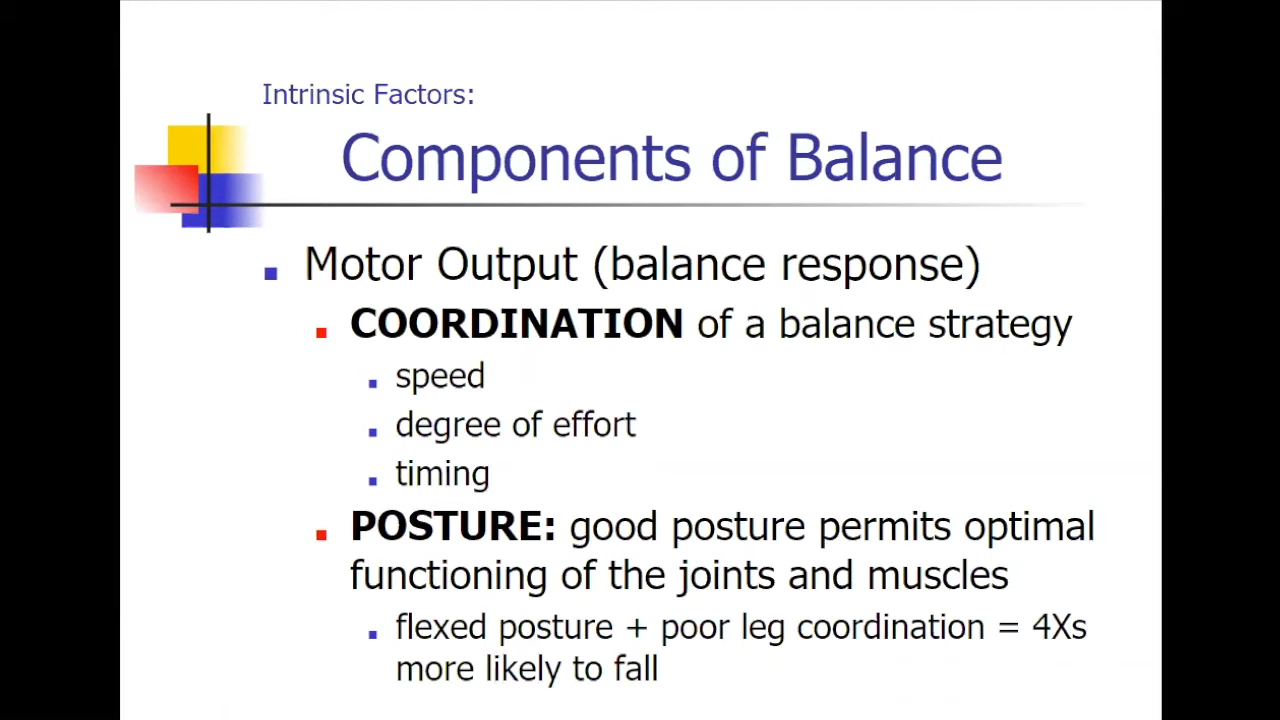 Intrinsic Factors:
Components of Balance
Motor Output (balance response)
COORDINATION of a balance strategy
speed
degree of effort
timing
POSTURE: good posture permits optimal
functioning of the joints and muscles
flexed posture + poor leg coordination = 4Xs
more likely to fall